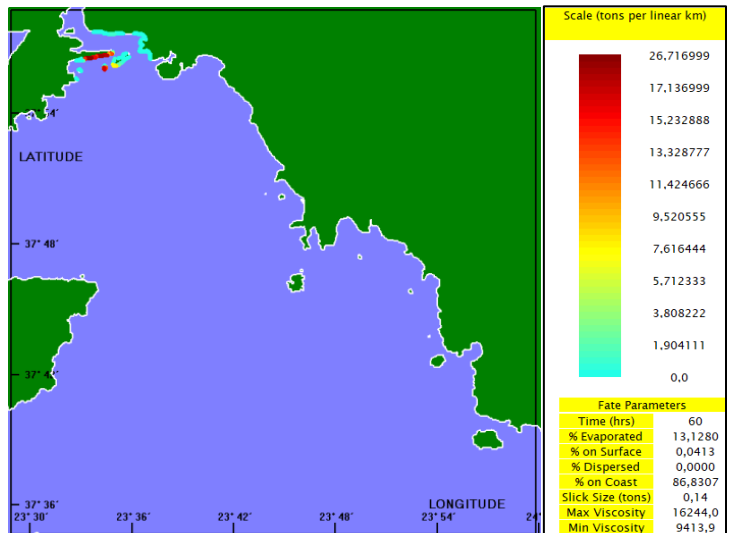 54'
LATITUDE
37° 48'
37°
37° 36'
LONGITUDE
23° 30' 23° 36' 23° 42' 23° 48' 23° 54' 24°
Scale (tons per linear km)
26,716999
17,136999
15,232888
13,328777
11,424666
9,520555
7,616444
5,712333
3,808222
1,904111
0,0
Fate Parameters
Time (hrs) 60
% Evaporated 13,1280
% on Surface 0,0413
% Dispersed 0,0000
% on Coast 86,8307
Slick Size (tons) 0,14
Max Viscosity 16244,0
Min Viscosity 9413,9